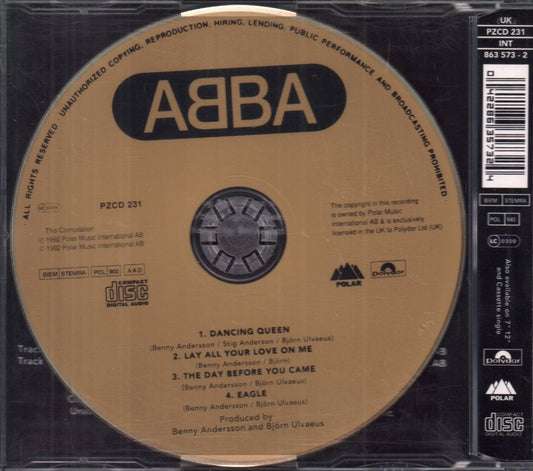 UNAUTHORIZED COPYING, REPRODUCTION, HIRING, LENDING, PUBLIC PERFORMANCE AND BROADCASTING PROHIBITED
ALL RIGHTS RESERVED
ABBA
PZCD 231
This Compilation
℗ 1992 Polar Music International AB
© 1992 Polar Music International AB
BIEM STEMRA
POL 900
A A D
COMPACT
disc
DIGITAL AUDIO
The copyright in this recording
is owned by Polar Music
International AB & is exclusively
licensed in the UK to Polydor Ltd (UK)
POLAR
Polydor
1. DANCING QUEEN
(Benny Andersson / Stig Anderson / Björn Ulvaeus)
2. LAY ALL YOUR LOVE ON ME
(Benny Andersson / Björn)
3. THE DAY BEFORE YOU CAME
(Benny Andersson / Björn Ulvaeus)
4. EAGLE
(Benny Andersson / Björn Ulvaeus)
Produced by
Benny Andersson and Björn Ulvaeus
Trac
Track
UK
PZCD 231
INT
863 573 - 2
0 42286 35732 4
BIEM STEMRA
POL 940
LC 0309
Also available on 7" 12"
and Cassette single
Polydor
POLAR
COMPACT
disc
DIGITAL AUDIO